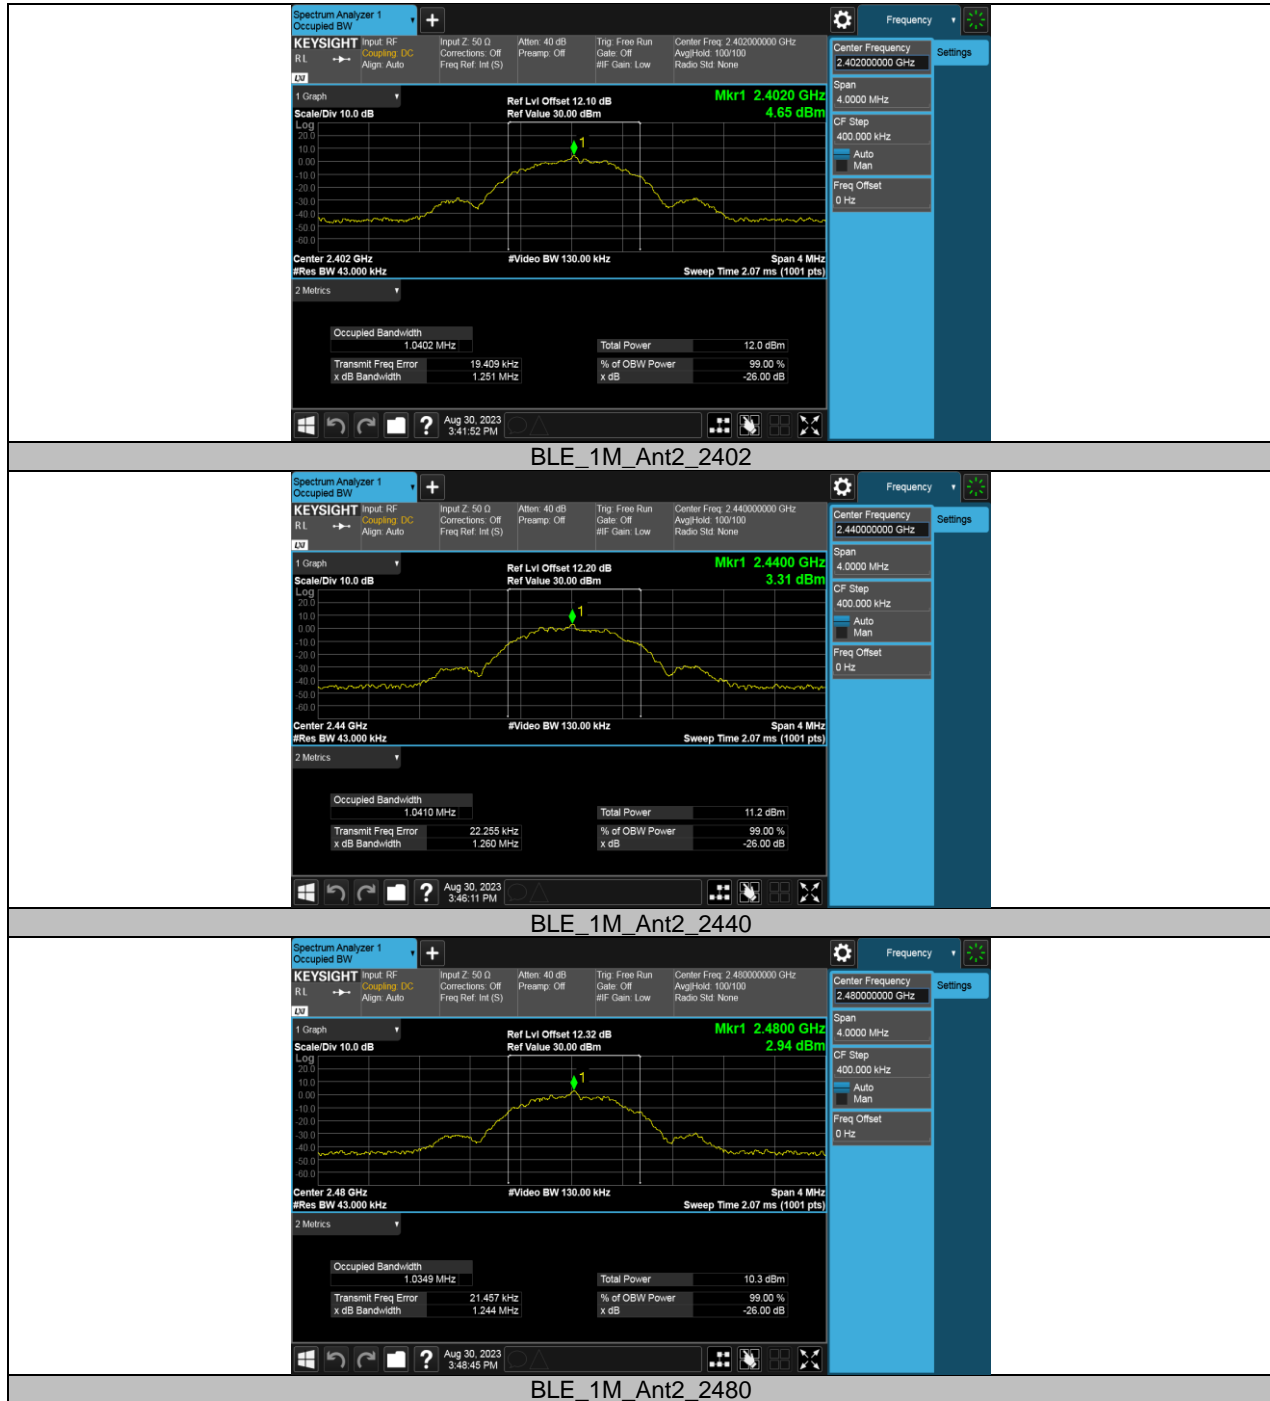 Spectrum Analyzer 1
Occupied BW
Frequency
KEYSIGHT Input: RF Input Z: 50 Ω Atten: 40 dB Trig: Free Run Center Freq: 2.402000000 GHz
RL Coupling: DC Corrections: Off Preamp: Off Gate: Off Avg|Hold: 100/100
Align: Auto Freq Ref: Int (S) #IF Gain: Low Radio Std: None
LXI
Center Frequency
2.402000000 GHz
Settings
Span
4.0000 MHz
CF Step
400.000 kHz
Auto
Man
Freq Offset
0 Hz
1 Graph Ref Lvl Offset 12.10 dB Mkr1 2.4020 GHz
Scale/Div 10.0 dB Ref Value 30.00 dBm 4.65 dBm
Log
20.0
10.0
0.00
-10.0
-20.0
-30.0
-40.0
-50.0
-60.0
1
Center 2.402 GHz #Video BW 130.00 kHz Span 4 MHz
#Res BW 43.000 kHz Sweep Time 2.07 ms (1001 pts)
2 Metrics
Occupied Bandwidth
1.0402 MHz Total Power 12.0 dBm
Transmit Freq Error 19.409 kHz % of OBW Power 99.00 %
x dB Bandwidth 1.251 MHz x dB -26.00 dB
? Aug 30, 2023
3:41:52 PM
BLE_1M_Ant2_2402
Spectrum Analyzer 1
Occupied BW
Frequency
KEYSIGHT Input: RF Input Z: 50 Ω Atten: 40 dB Trig: Free Run Center Freq: 2.440000000 GHz
RL Coupling: DC Corrections: Off Preamp: Off Gate: Off Avg|Hold: 100/100
Align: Auto Freq Ref: Int (S) #IF Gain: Low Radio Std: None
LXI
Center Frequency
2.440000000 GHz
Settings
Span
4.0000 MHz
CF Step
400.000 kHz
Auto
Man
Freq Offset
0 Hz
1 Graph Ref Lvl Offset 12.20 dB Mkr1 2.4400 GHz
Scale/Div 10.0 dB Ref Value 30.00 dBm 3.31 dBm
Log
20.0
10.0
0.00
-10.0
-20.0
-30.0
-40.0
-50.0
-60.0
1
Center 2.44 GHz #Video BW 130.00 kHz Span 4 MHz
#Res BW 43.000 kHz Sweep Time 2.07 ms (1001 pts)
2 Metrics
Occupied Bandwidth
1.0410 MHz Total Power 11.2 dBm
Transmit Freq Error 22.255 kHz % of OBW Power 99.00 %
x dB Bandwidth 1.260 MHz x dB -26.00 dB
? Aug 30, 2023
3:46:11 PM
BLE_1M_Ant2_2440
Spectrum Analyzer 1
Occupied BW
Frequency
KEYSIGHT Input: RF Input Z: 50 Ω Atten: 40 dB Trig: Free Run Center Freq: 2.480000000 GHz
RL Coupling: DC Corrections: Off Preamp: Off Gate: Off Avg|Hold: 100/100
Align: Auto Freq Ref: Int (S) #IF Gain: Low Radio Std: None
LXI
Center Frequency
2.480000000 GHz
Settings
Span
4.0000 MHz
CF Step
400.000 kHz
Auto
Man
Freq Offset
0 Hz
1 Graph Ref Lvl Offset 12.32 dB Mkr1 2.4800 GHz
Scale/Div 10.0 dB Ref Value 30.00 dBm 2.94 dBm
Log
20.0
10.0
0.00
-10.0
-20.0
-30.0
-40.0
-50.0
-60.0
1
Center 2.48 GHz #Video BW 130.00 kHz Span 4 MHz
#Res BW 43.000 kHz Sweep Time 2.07 ms (1001 pts)
2 Metrics
Occupied Bandwidth
1.0349 MHz Total Power 10.3 dBm
Transmit Freq Error 21.457 kHz % of OBW Power 99.00 %
x dB Bandwidth 1.244 MHz x dB -26.00 dB
? Aug 30, 2023
3:48:45 PM
BLE_1M_Ant2_2480